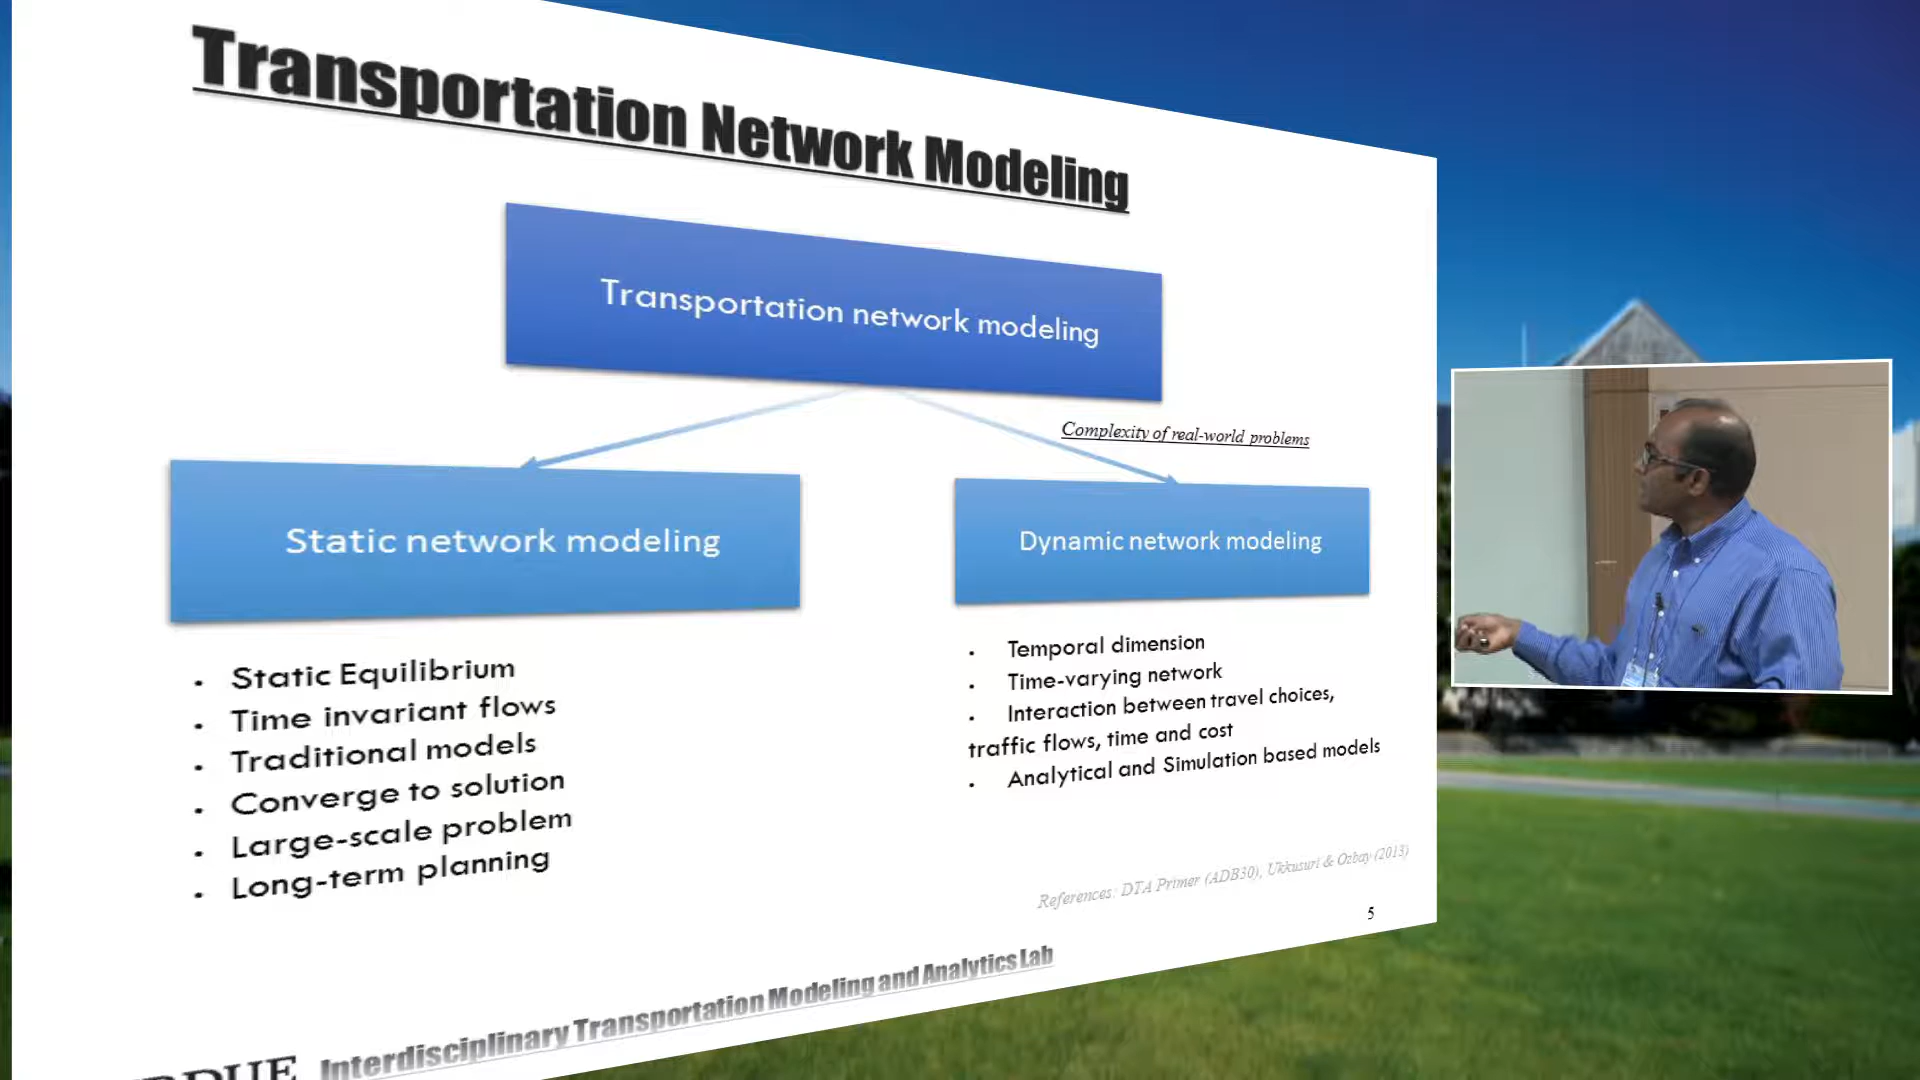 Transportation Network Modeling
Transportation network modeling
Complexity of real-world problems
Static network modeling
Dynamic network modeling
• Static Equilibrium
• Time invariant flows
• Traditional models
• Converge to solution
• Large-scale problem
• Long-term planning
• Temporal dimension
• Time-varying network
• Interaction between travel choices,
traffic flows, time and cost
• Analytical and Simulation based models
References: DTA Primer (ADB30), Ukkusuri & Ozbay (2013)
5
Interdisciplinary Transportation Modeling and Analytics Lab